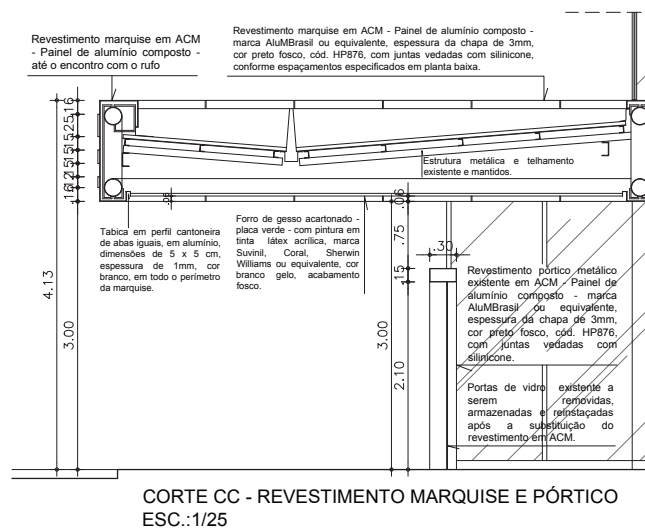 Revestimento marquise em ACM
- Painel de alumínio composto -
até o encontro com o rufo
Revestimento marquise em ACM - Painel de alumínio composto -
marca AluMBrasil ou equivalente, espessura da chapa de 3mm,
cor preto fosco, cód. HP876, com juntas vedadas com silinicone,
conforme espaçamentos especificados em planta baixa.
Estrutura metálica e telhamento
existente e mantidos.
.06
.06
Tabica em perfil cantoneira
de abas iguais, em alumínio,
dimensões de 5 x 5 cm,
espessura de 1mm, cor
branco, em todo o perímetro
da marquise.
Forro de gesso acartonado -
placa verde - com pintura em
tinta látex acrílica, marca
Suvinil, Coral, Sherwin
Williams ou equivalente, cor
branco gelo, acabamento
fosco.
.75
.30
.15
Revestimento pórtico metálico
existente em ACM - Painel de
alumínio composto - marca
AluMBrasil ou equivalente,
espessura da chapa de 3mm,
cor preto fosco, cód. HP876,
com juntas vedadas com
silinicone.
4.13
3.00
3.00
2.10
Portas de vidro existente a
serem removidas,
armazenadas e reinstaçadas
após a substituição do
revestimento em ACM.
CORTE CC - REVESTIMENTO MARQUISE E PÓRTICO
ESC.:1/25